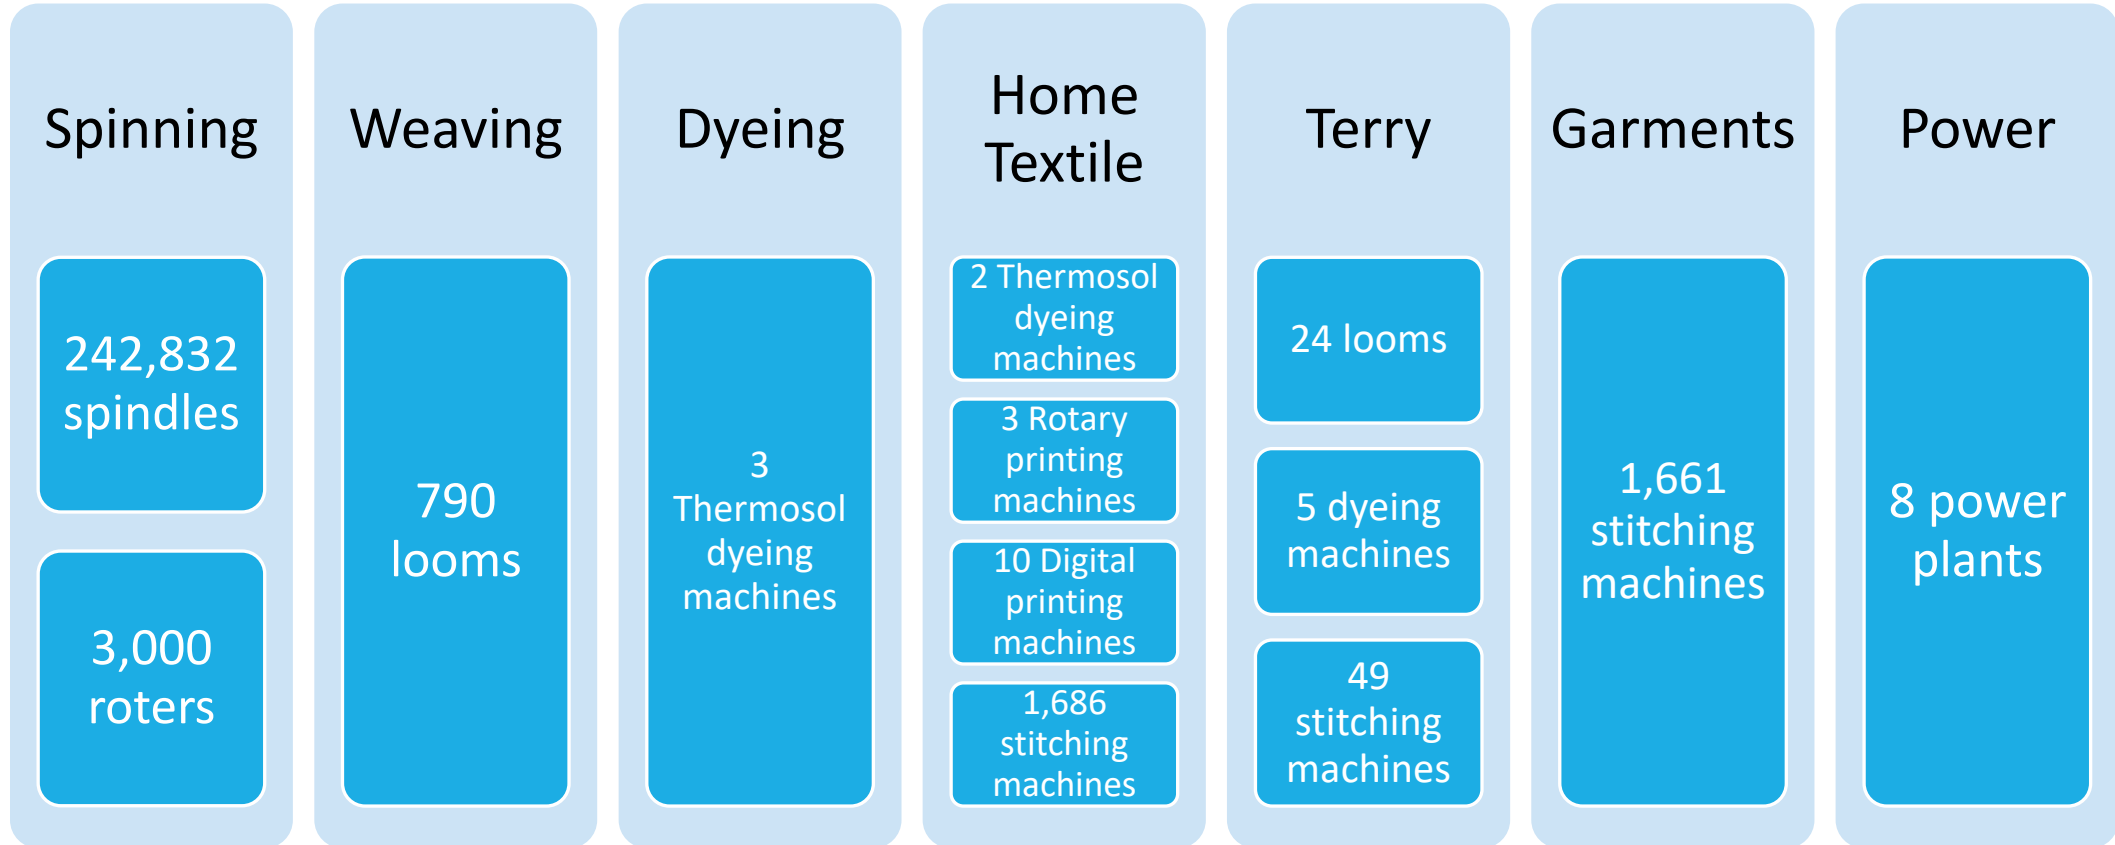 Spinning
242,832
spindles
3,000
roters
Weaving
790
looms
Dyeing
3
Thermosol
dyeing
machines
Home
Textile
2 Thermosol
dyeing
machines
3 Rotary
printing
machines
10 Digital
printing
machines
1,686
stitching
machines
Terry
24 looms
5 dyeing
machines
49
stitching
machines
Garments
1,661
stitching
machines
Power
8 power
plants